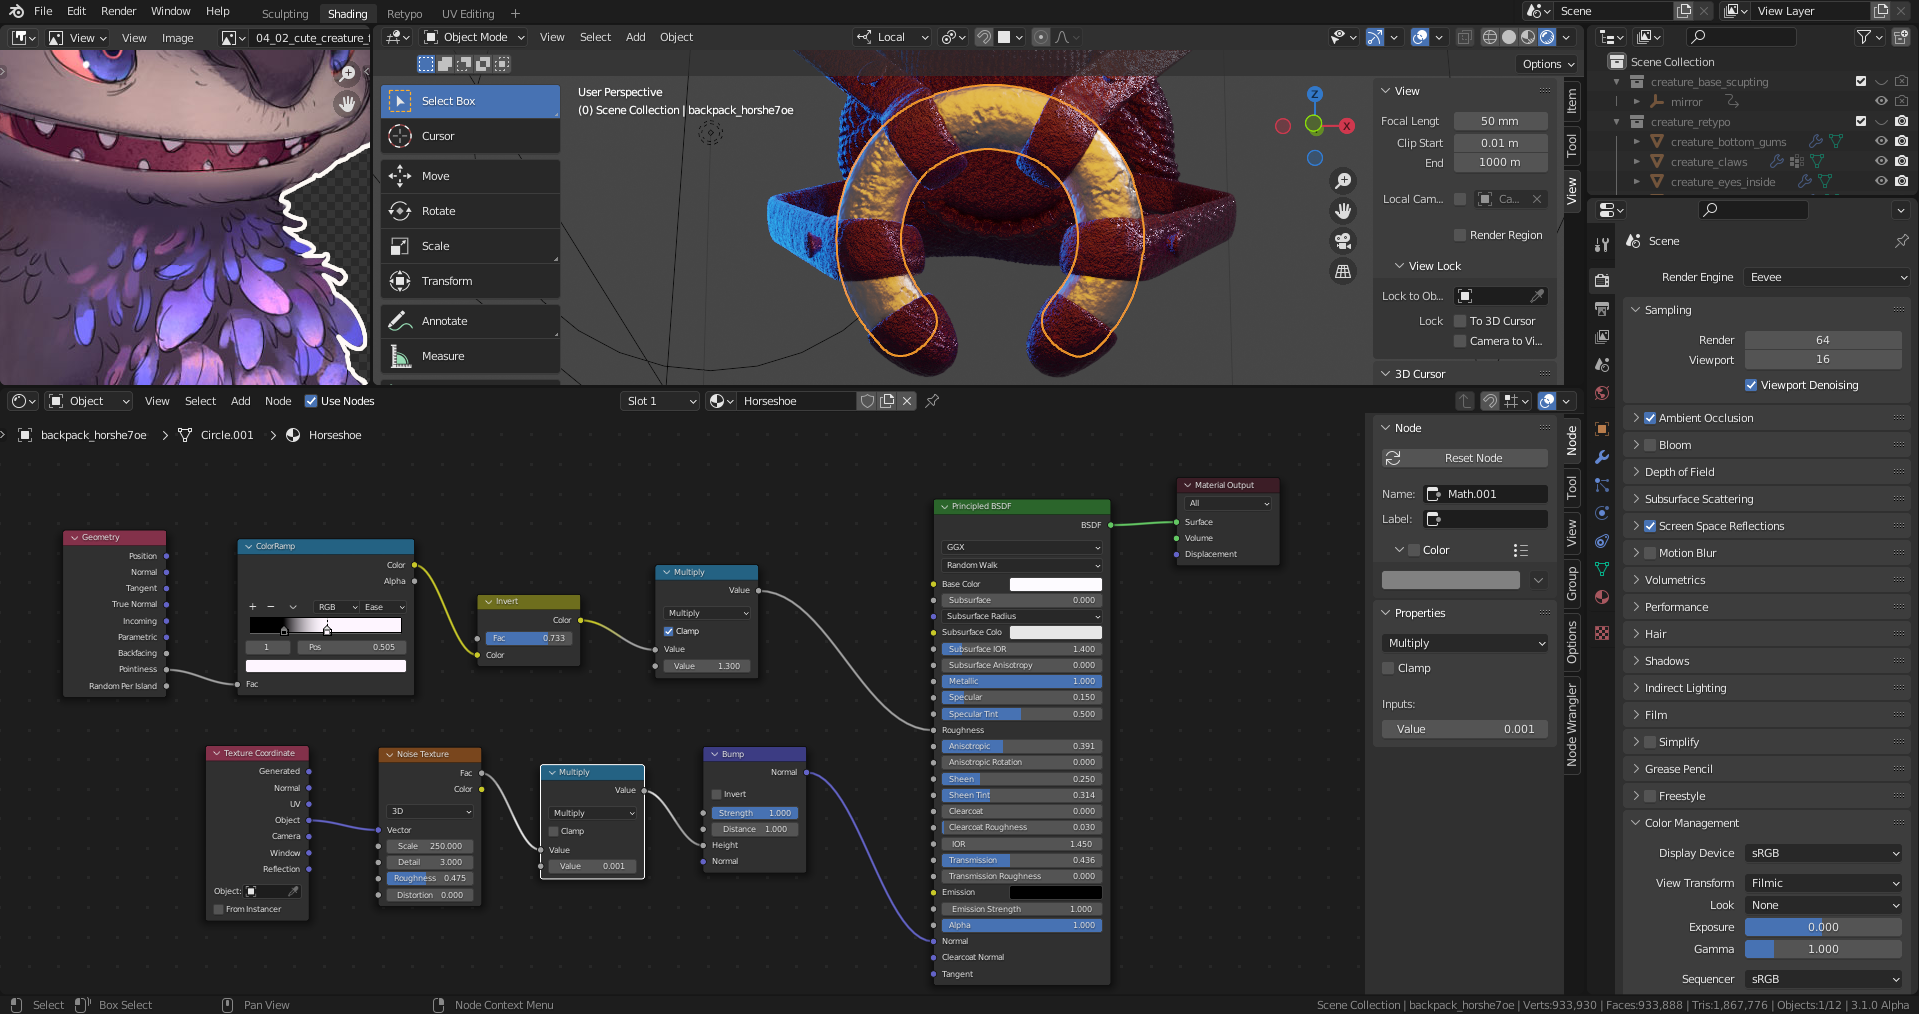 File Edit Render Window Help Sculpting Shading Retypo UV Editing + Scene View Layer
View View Image 04_02_cute_creature_f Object Mode View Select Add Object Local
Options
Select Box
Cursor
Move
Rotate
Scale
Transform
Annotate
Measure
User Perspective
(0) Scene Collection | backpack_horshe7oe
Z
X
View
Focal Lengt 50 mm
Clip Start 0.01 m
End 1000 m
Local Cam... Ca...
Render Region
View Lock
Lock to Ob...
Lock To 3D Cursor
Camera to Vi...
3D Cursor
Item
Tool
View
Scene Collection
creature_base_scupting
mirror
creature_retypo
creature_bottom_gums
creature_claws
creature_eyes_inside
Scene
Render Engine Eevee
Sampling
Render 64
Viewport 16
Viewport Denoising
Ambient Occlusion
Bloom
Depth of Field
Subsurface Scattering
Screen Space Reflections
Motion Blur
Volumetrics
Performance
Hair
Shadows
Indirect Lighting
Film
Simplify
Grease Pencil
Freestyle
Color Management
Display Device sRGB
View Transform Filmic
Look None
Exposure 0.000
Gamma 1.000
Sequencer sRGB
Object View Select Add Node Use Nodes Slot 1 Horseshoe
backpack_horshe7oe > Circle.001 > Horseshoe
Geometry
Position
Normal
Tangent
True Normal
Incoming
Parametric
Backfacing
Pointiness
Random Per Island
ColorRamp
Color
Alpha
+ − RGB Ease
1 Pos 0.505
Fac
Invert
Color
Fac 0.733
Color
Multiply
Value
Multiply
Clamp
Value
Value 1.300
Texture Coordinate
Generated
Normal
UV
Object
Camera
Window
Reflection
Object:
From Instancer
Noise Texture
Fac
Color
3D
Vector
Scale 250.000
Detail 3.000
Roughness 0.475
Distortion 0.000
Multiply
Value
Multiply
Clamp
Value
Value 0.001
Bump
Normal
Invert
Strength 1.000
Distance 1.000
Height
Normal
Principled BSDF
BSDF
GGX
Random Walk
Base Color
Subsurface 0.000
Subsurface Radius
Subsurface Colo
Subsurface IOR 1.400
Subsurface Anisotropy 0.000
Metallic 1.000
Specular 0.150
Specular Tint 0.500
Roughness
Anisotropic 0.391
Anisotropic Rotation 0.000
Sheen 0.250
Sheen Tint 0.314
Clearcoat 0.000
Clearcoat Roughness 0.030
IOR 1.450
Transmission 0.436
Transmission Roughness 0.000
Emission
Emission Strength 1.000
Alpha 1.000
Normal
Clearcoat Normal
Tangent
Material Output
All
Surface
Volume
Displacement
Node
Reset Node
Name: Math.001
Label:
Color
Properties
Multiply
Clamp
Inputs:
Value 0.001
Node
Tool
View
Group
Options
Node Wrangler
Select Box Select Pan View Node Context Menu Scene Collection | backpack_horshe7oe | Verts:933,930 | Faces:933,888 | Tris:1,867,776 | Objects:1/12 | 3.1.0 Alpha